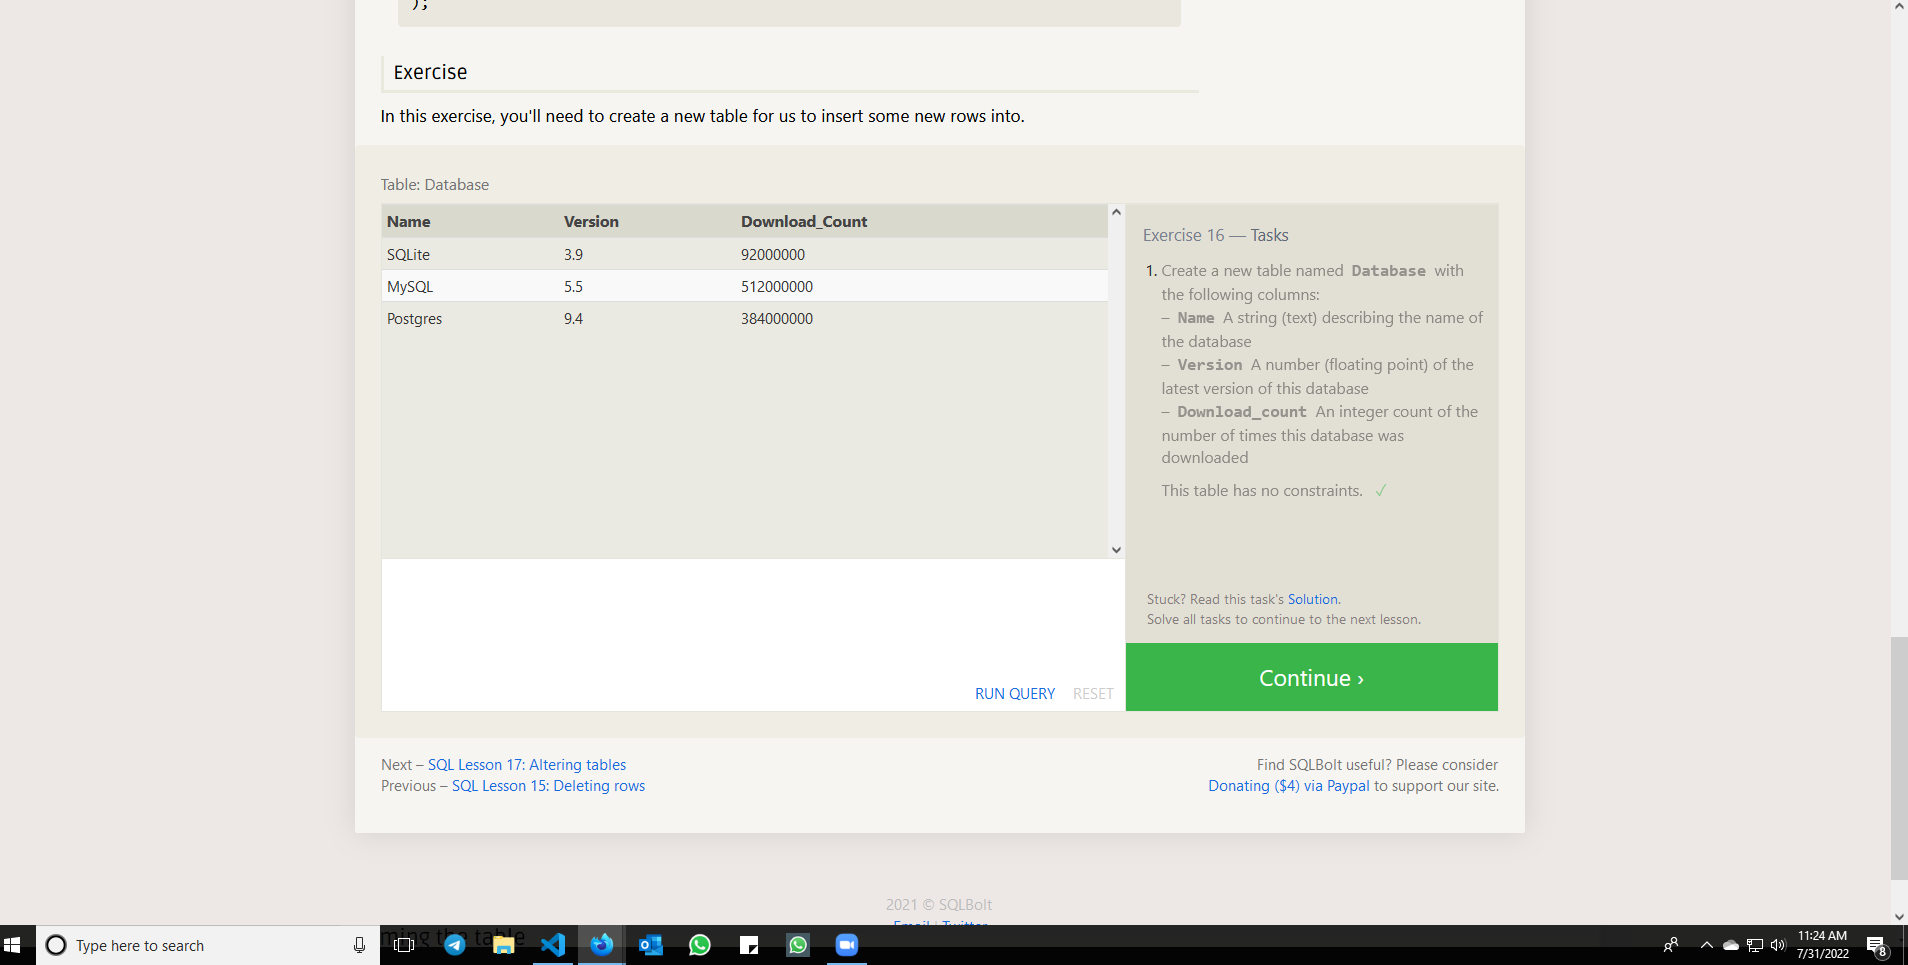 );
Exercise
In this exercise, you'll need to create a new table for us to insert some new rows into.
Table: Database
Name Version Download_Count
SQLite 3.9 92000000
MySQL 5.5 512000000
Postgres 9.4 384000000
RUN QUERY RESET
Exercise 16 — Tasks
1. Create a new table named Database with
the following columns:
– Name A string (text) describing the name of
the database
– Version A number (floating point) of the
latest version of this database
– Download_count An integer count of the
number of times this database was
downloaded
This table has no constraints. ✓
Stuck? Read this task's Solution.
Solve all tasks to continue to the next lesson.
Continue ›
Next – SQL Lesson 17: Altering tables
Previous – SQL Lesson 15: Deleting rows
Find SQLBolt useful? Please consider
Donating ($4) via Paypal to support our site.
2021 © SQLBolt
Email | Twitter
Type here to search
ming the table
11:24 AM
7/31/2022
8